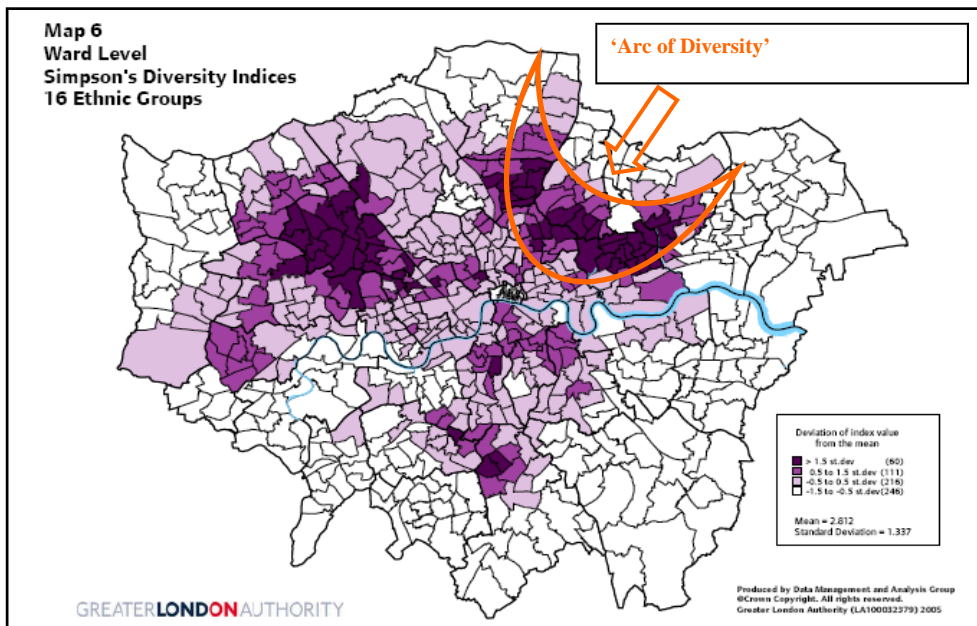 Map 6
Ward Level
Simpson's Diversity Indices
16 Ethnic Groups
‘Arc of Diversity’
Deviation of index value
from the mean
> 1.5 st.dev (60)
0.5 to 1.5 st.dev (111)
-0.5 to 0.5 st.dev (216)
-1.5 to -0.5 st.dev (246)
Mean = 2.812
Standard Deviation = 1.337
GREATERLONDONAUTHORITY
Produced by Data Management and Analysis Group
©Crown Copyright. All rights reserved.
Greater London Authority (LA100032379) 2005